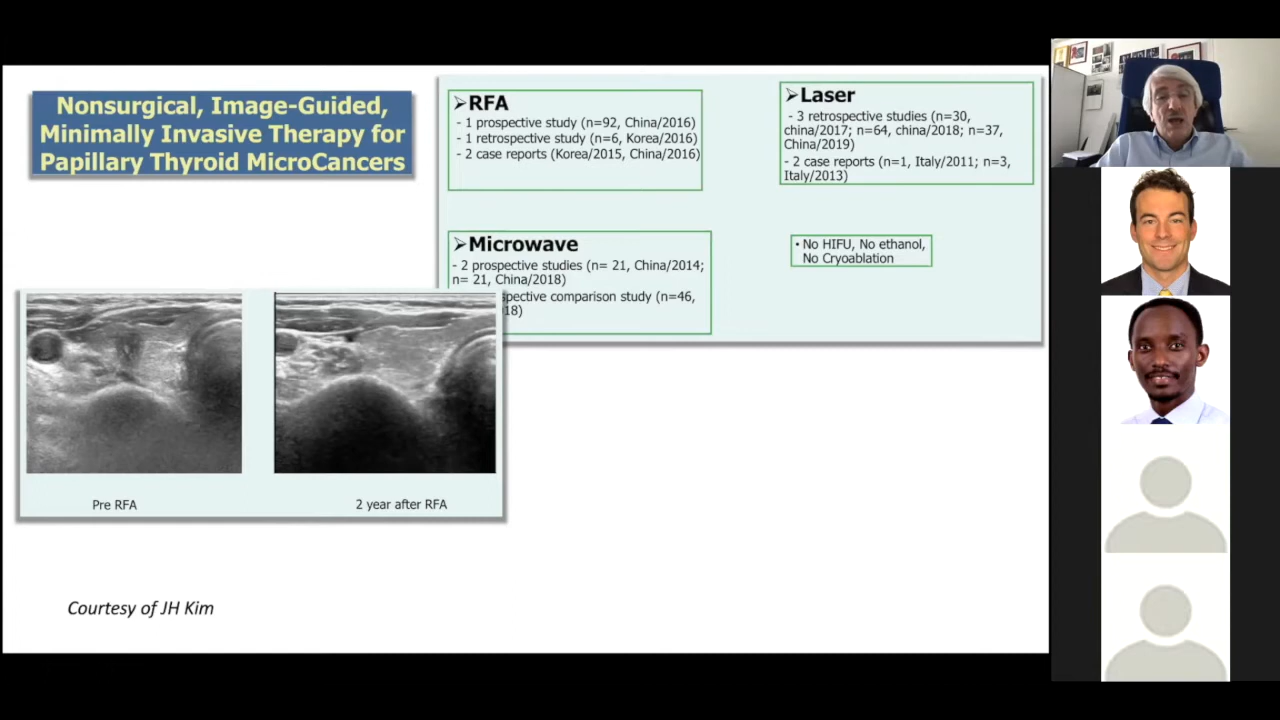 Nonsurgical, Image-Guided,
Minimally Invasive Therapy for
Papillary Thyroid MicroCancers
➢RFA
- 1 prospective study (n=92, China/2016)
- 1 retrospective study (n=6, Korea/2016)
- 2 case reports (Korea/2015, China/2016)
➢Laser
- 3 retrospective studies (n=30,
china/2017; n=64, china/2018; n=37,
China/2019)
- 2 case reports (n=1, Italy/2011; n=3,
Italy/2013)
➢Microwave
- 2 prospective studies (n= 21, China/2014;
n= 21, China/2018)
spective comparison study (n=46,
18)
• No HIFU, No ethanol,
No Cryoablation
Pre RFA
2 year after RFA
Courtesy of JH Kim